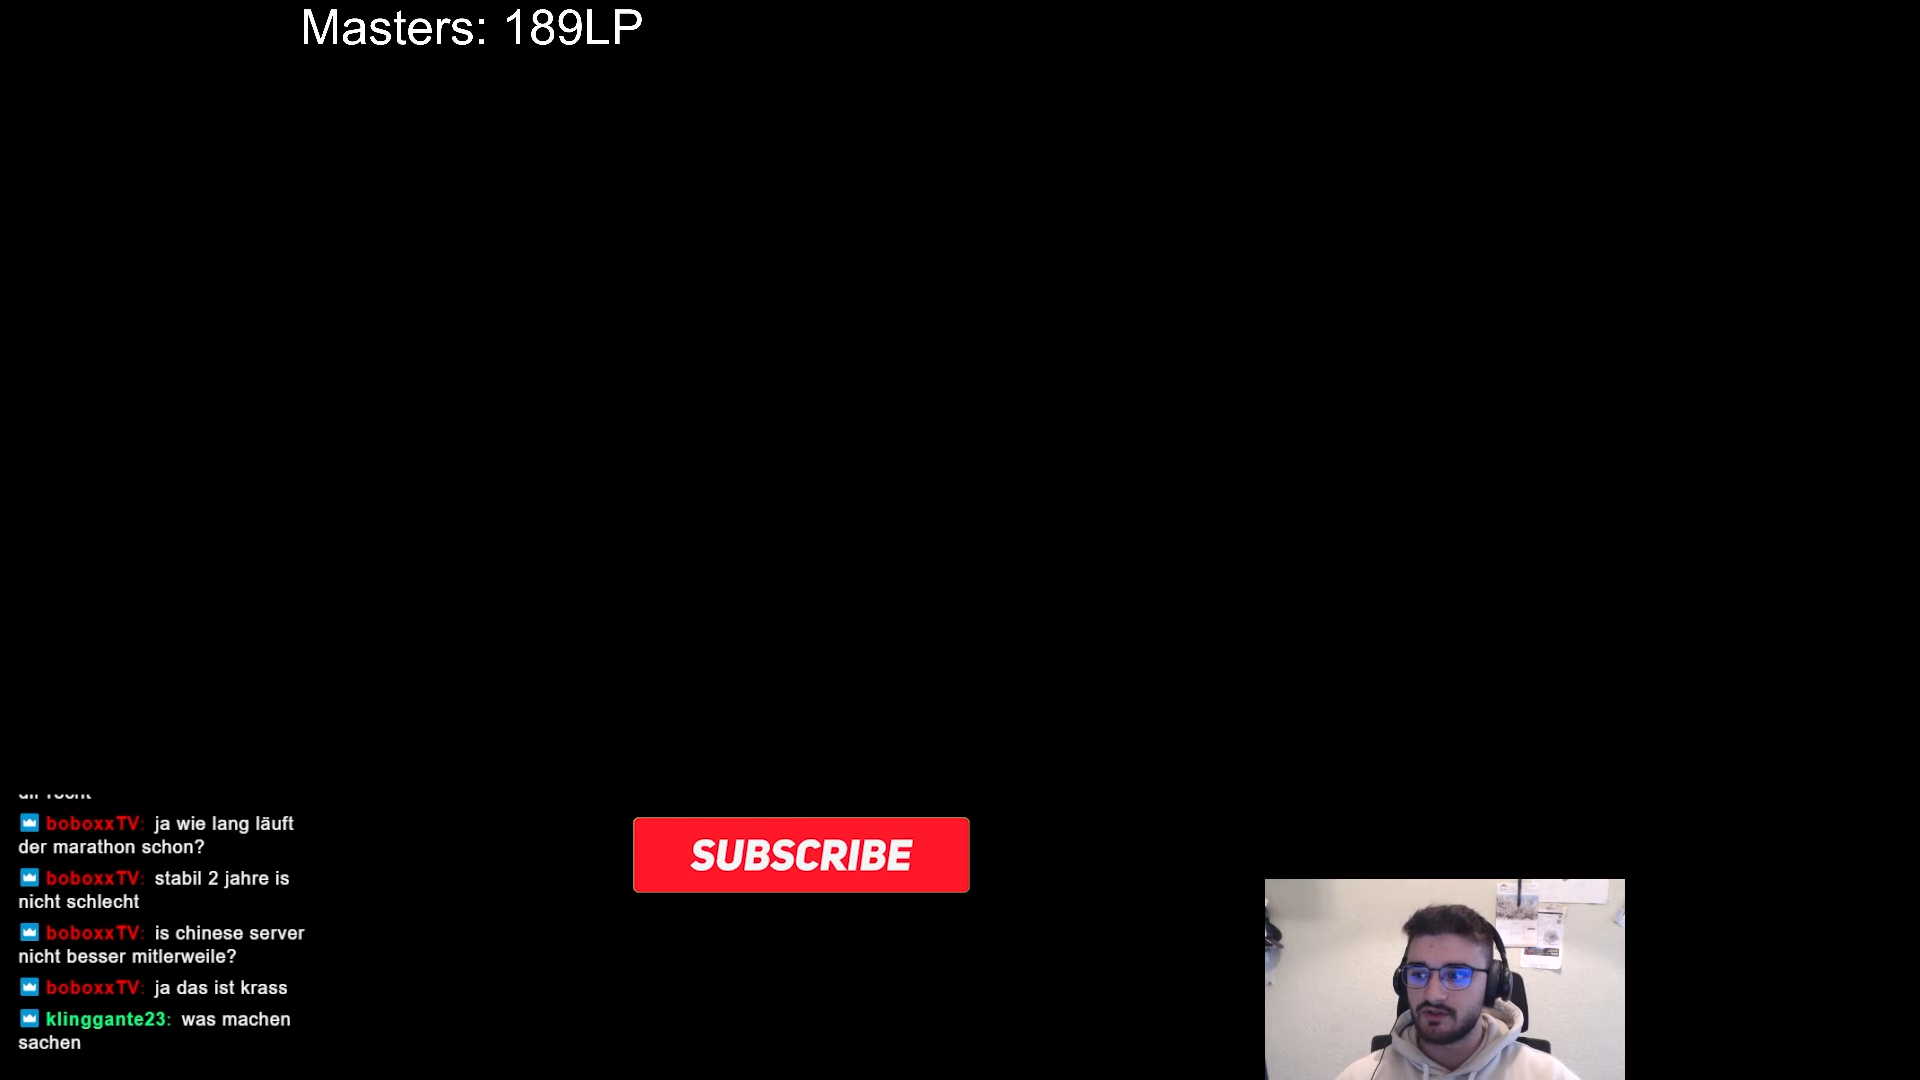 Masters: 189LP
boboxxTV: ja wie lang läuft
der marathon schon?
boboxxTV: stabil 2 jahre is
nicht schlecht
boboxxTV: is chinese server
nicht besser mitlerweile?
boboxxTV: ja das ist krass
klinggante23: was machen
sachen
SUBSCRIBE